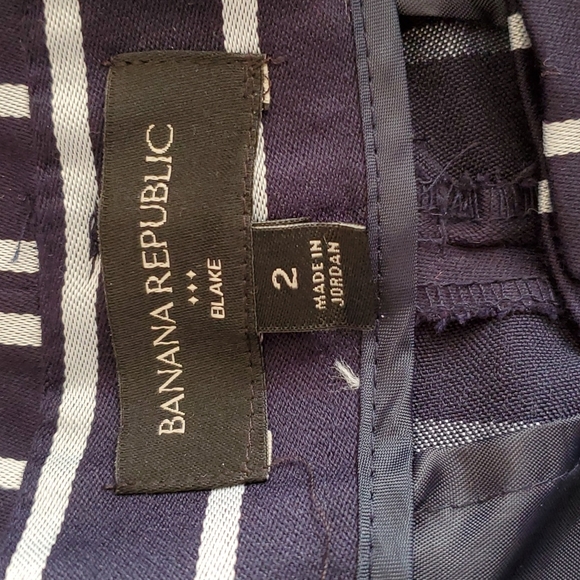 BANANA REPUBLIC
BLAKE
2
MADE IN
JORDAN